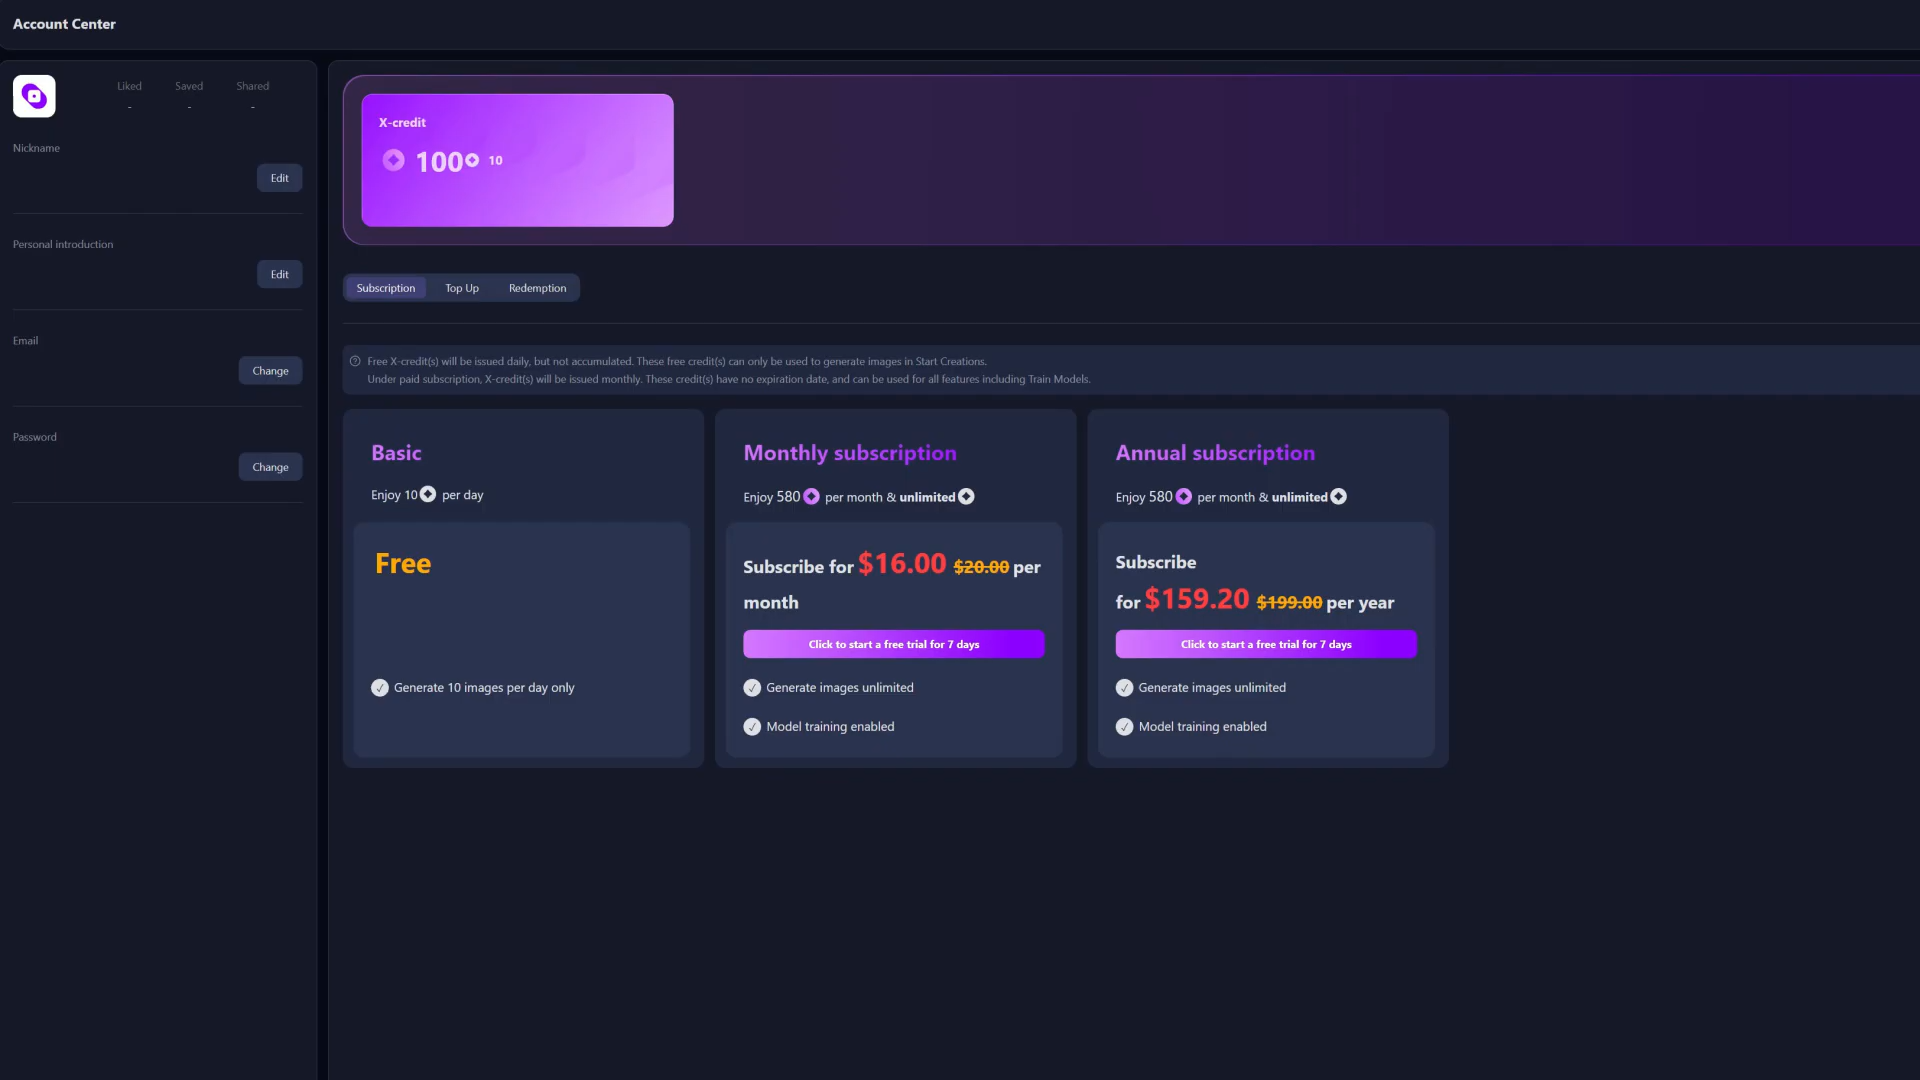 Account Center
Liked Saved Shared
- - -
Nickname
Edit
Personal introduction
Edit
Email
Change
Password
Change
X-credit
100 10
Subscription Top Up Redemption
Free X-credit(s) will be issued daily, but not accumulated. These free credit(s) can only be used to generate images in Start Creations.
Under paid subscription, X-credit(s) will be issued monthly. These credit(s) have no expiration date, and can be used for all features including Train Models.
Basic
Enjoy 10 per day
Free
Generate 10 images per day only
Monthly subscription
Enjoy 580 per month & unlimited
Subscribe for $16.00 $20.00 per
month
Click to start a free trial for 7 days
Generate images unlimited
Model training enabled
Annual subscription
Enjoy 580 per month & unlimited
Subscribe
for $159.20 $199.00 per year
Click to start a free trial for 7 days
Generate images unlimited
Model training enabled